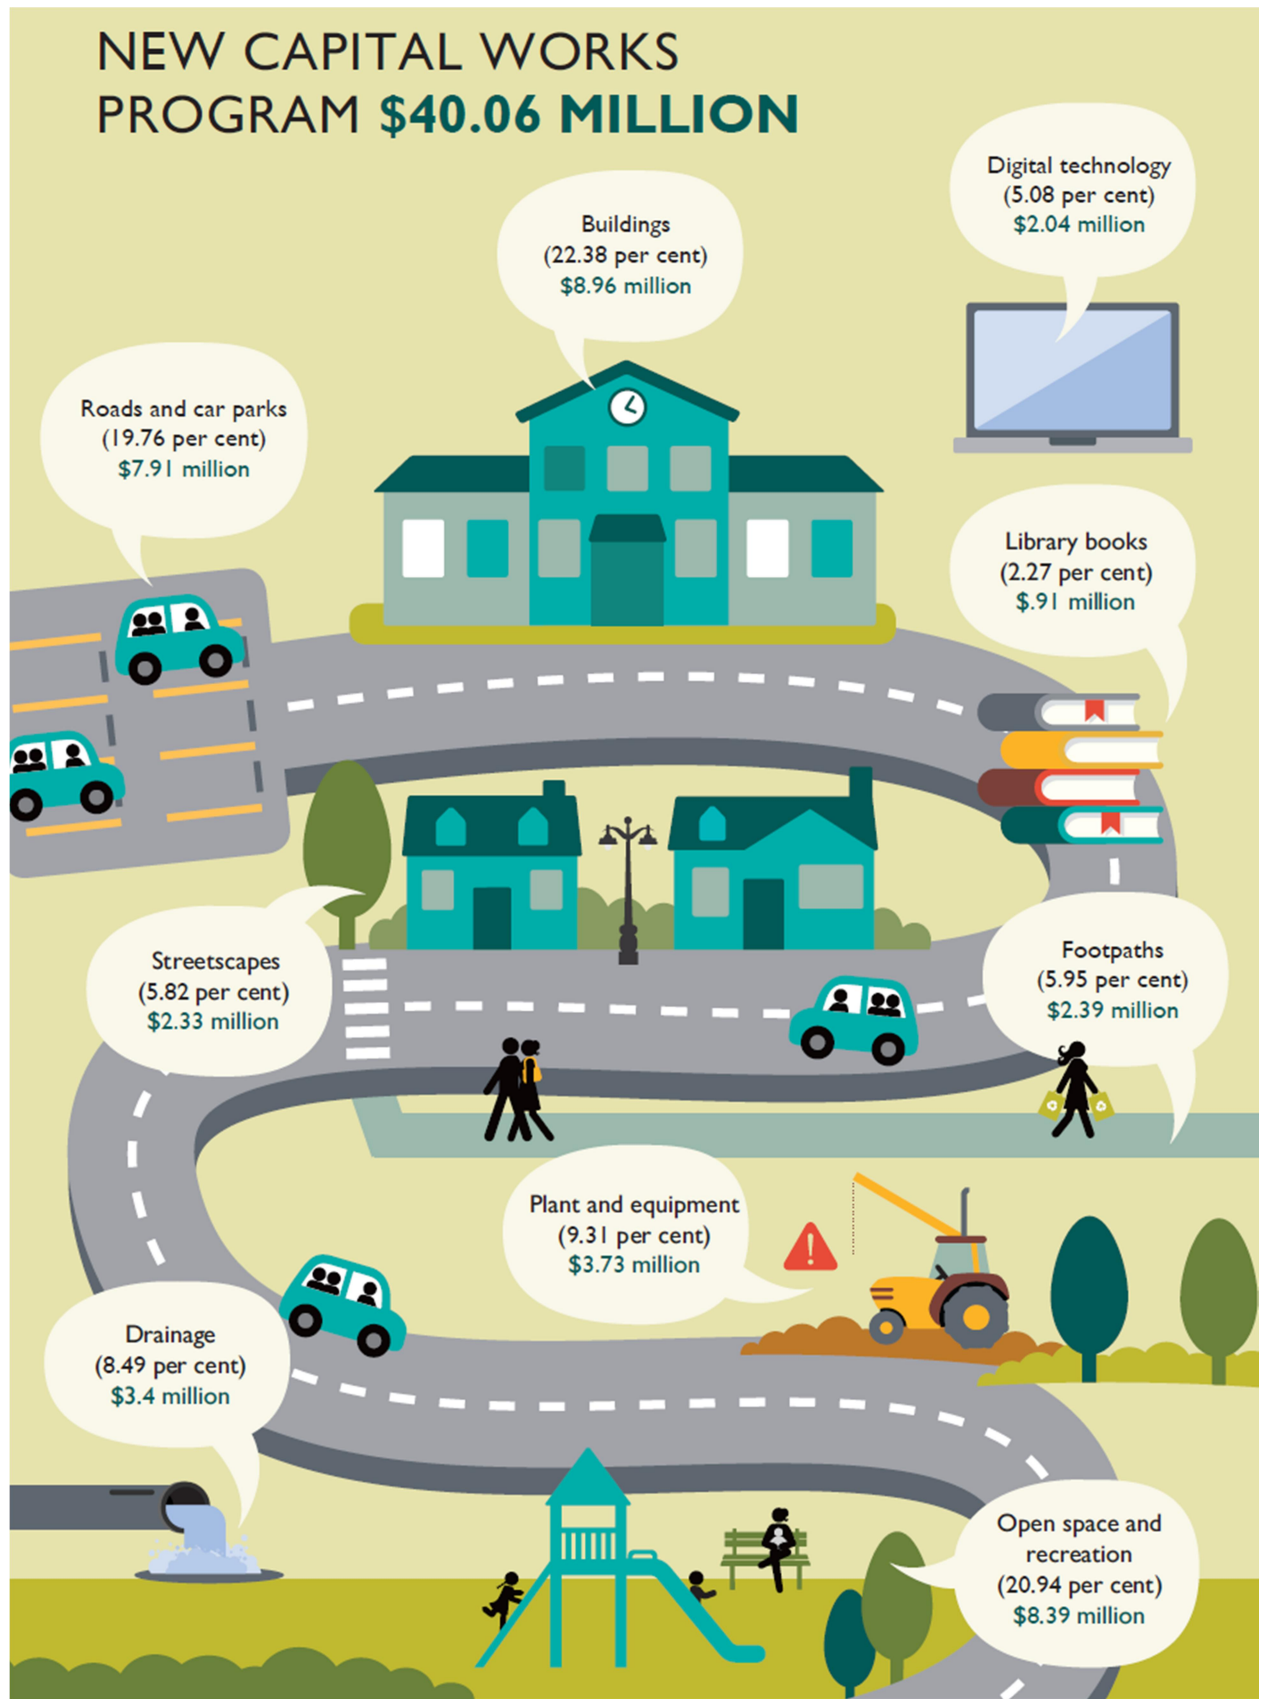 NEW CAPITAL WORKS
PROGRAM $40.06 MILLION
Digital technology
(5.08 per cent)
$2.04 million
Buildings
(22.38 per cent)
$8.96 million
Roads and car parks
(19.76 per cent)
$7.91 million
Library books
(2.27 per cent)
$.91 million
Streetscapes
(5.82 per cent)
$2.33 million
Footpaths
(5.95 per cent)
$2.39 million
Plant and equipment
(9.31 per cent)
$3.73 million
Drainage
(8.49 per cent)
$3.4 million
Open space and
recreation
(20.94 per cent)
$8.39 million